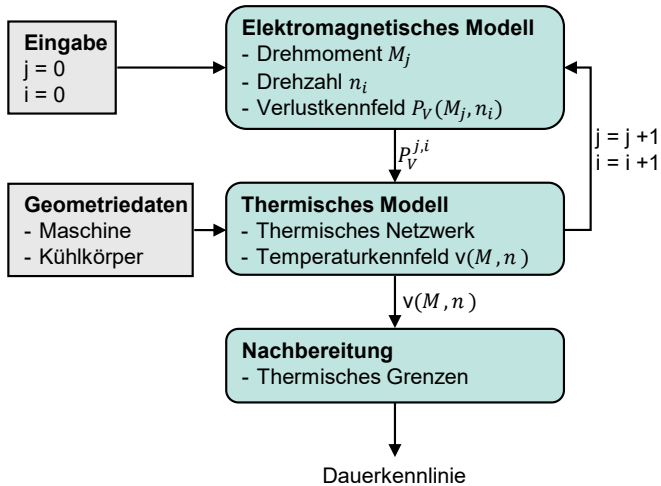 Eingabe
j = 0
i = 0
Elektromagnetisches Modell
- Drehmoment M_j
- Drehzahl n_i
- Verlustkennfeld P_V(M_j, n_i)
j = j +1
i = i +1
P_V^{j,i}
Geometriedaten
- Maschine
- Kühlkörper
Thermisches Modell
- Thermisches Netzwerk
- Temperaturkennfeld v(M, n)
v(M, n)
Nachbereitung
- Thermisches Grenzen
Dauerkennlinie